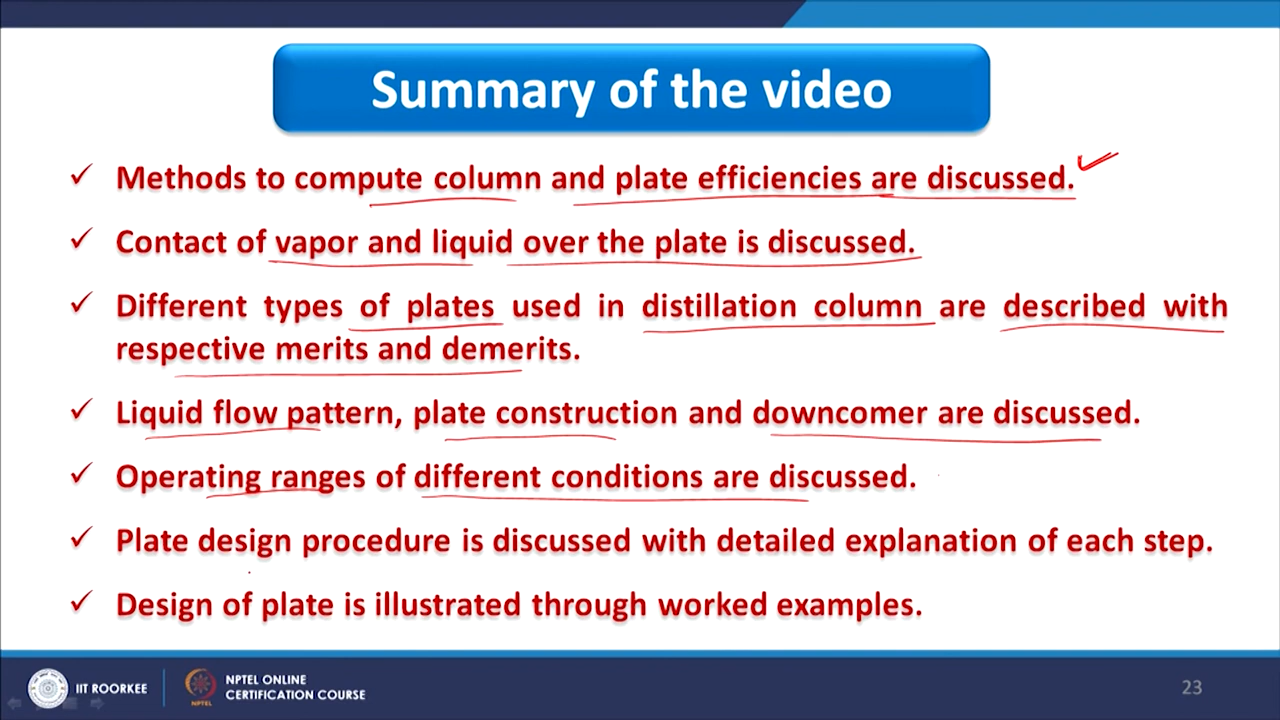 Summary of the video
✓ Methods to compute column and plate efficiencies are discussed.
✓ Contact of vapor and liquid over the plate is discussed.
✓ Different types of plates used in distillation column are described with
respective merits and demerits.
✓ Liquid flow pattern, plate construction and downcomer are discussed.
✓ Operating ranges of different conditions are discussed.
✓ Plate design procedure is discussed with detailed explanation of each step.
✓ Design of plate is illustrated through worked examples.
IIT ROORKEE
NPTEL
NPTEL ONLINE
CERTIFICATION COURSE
23